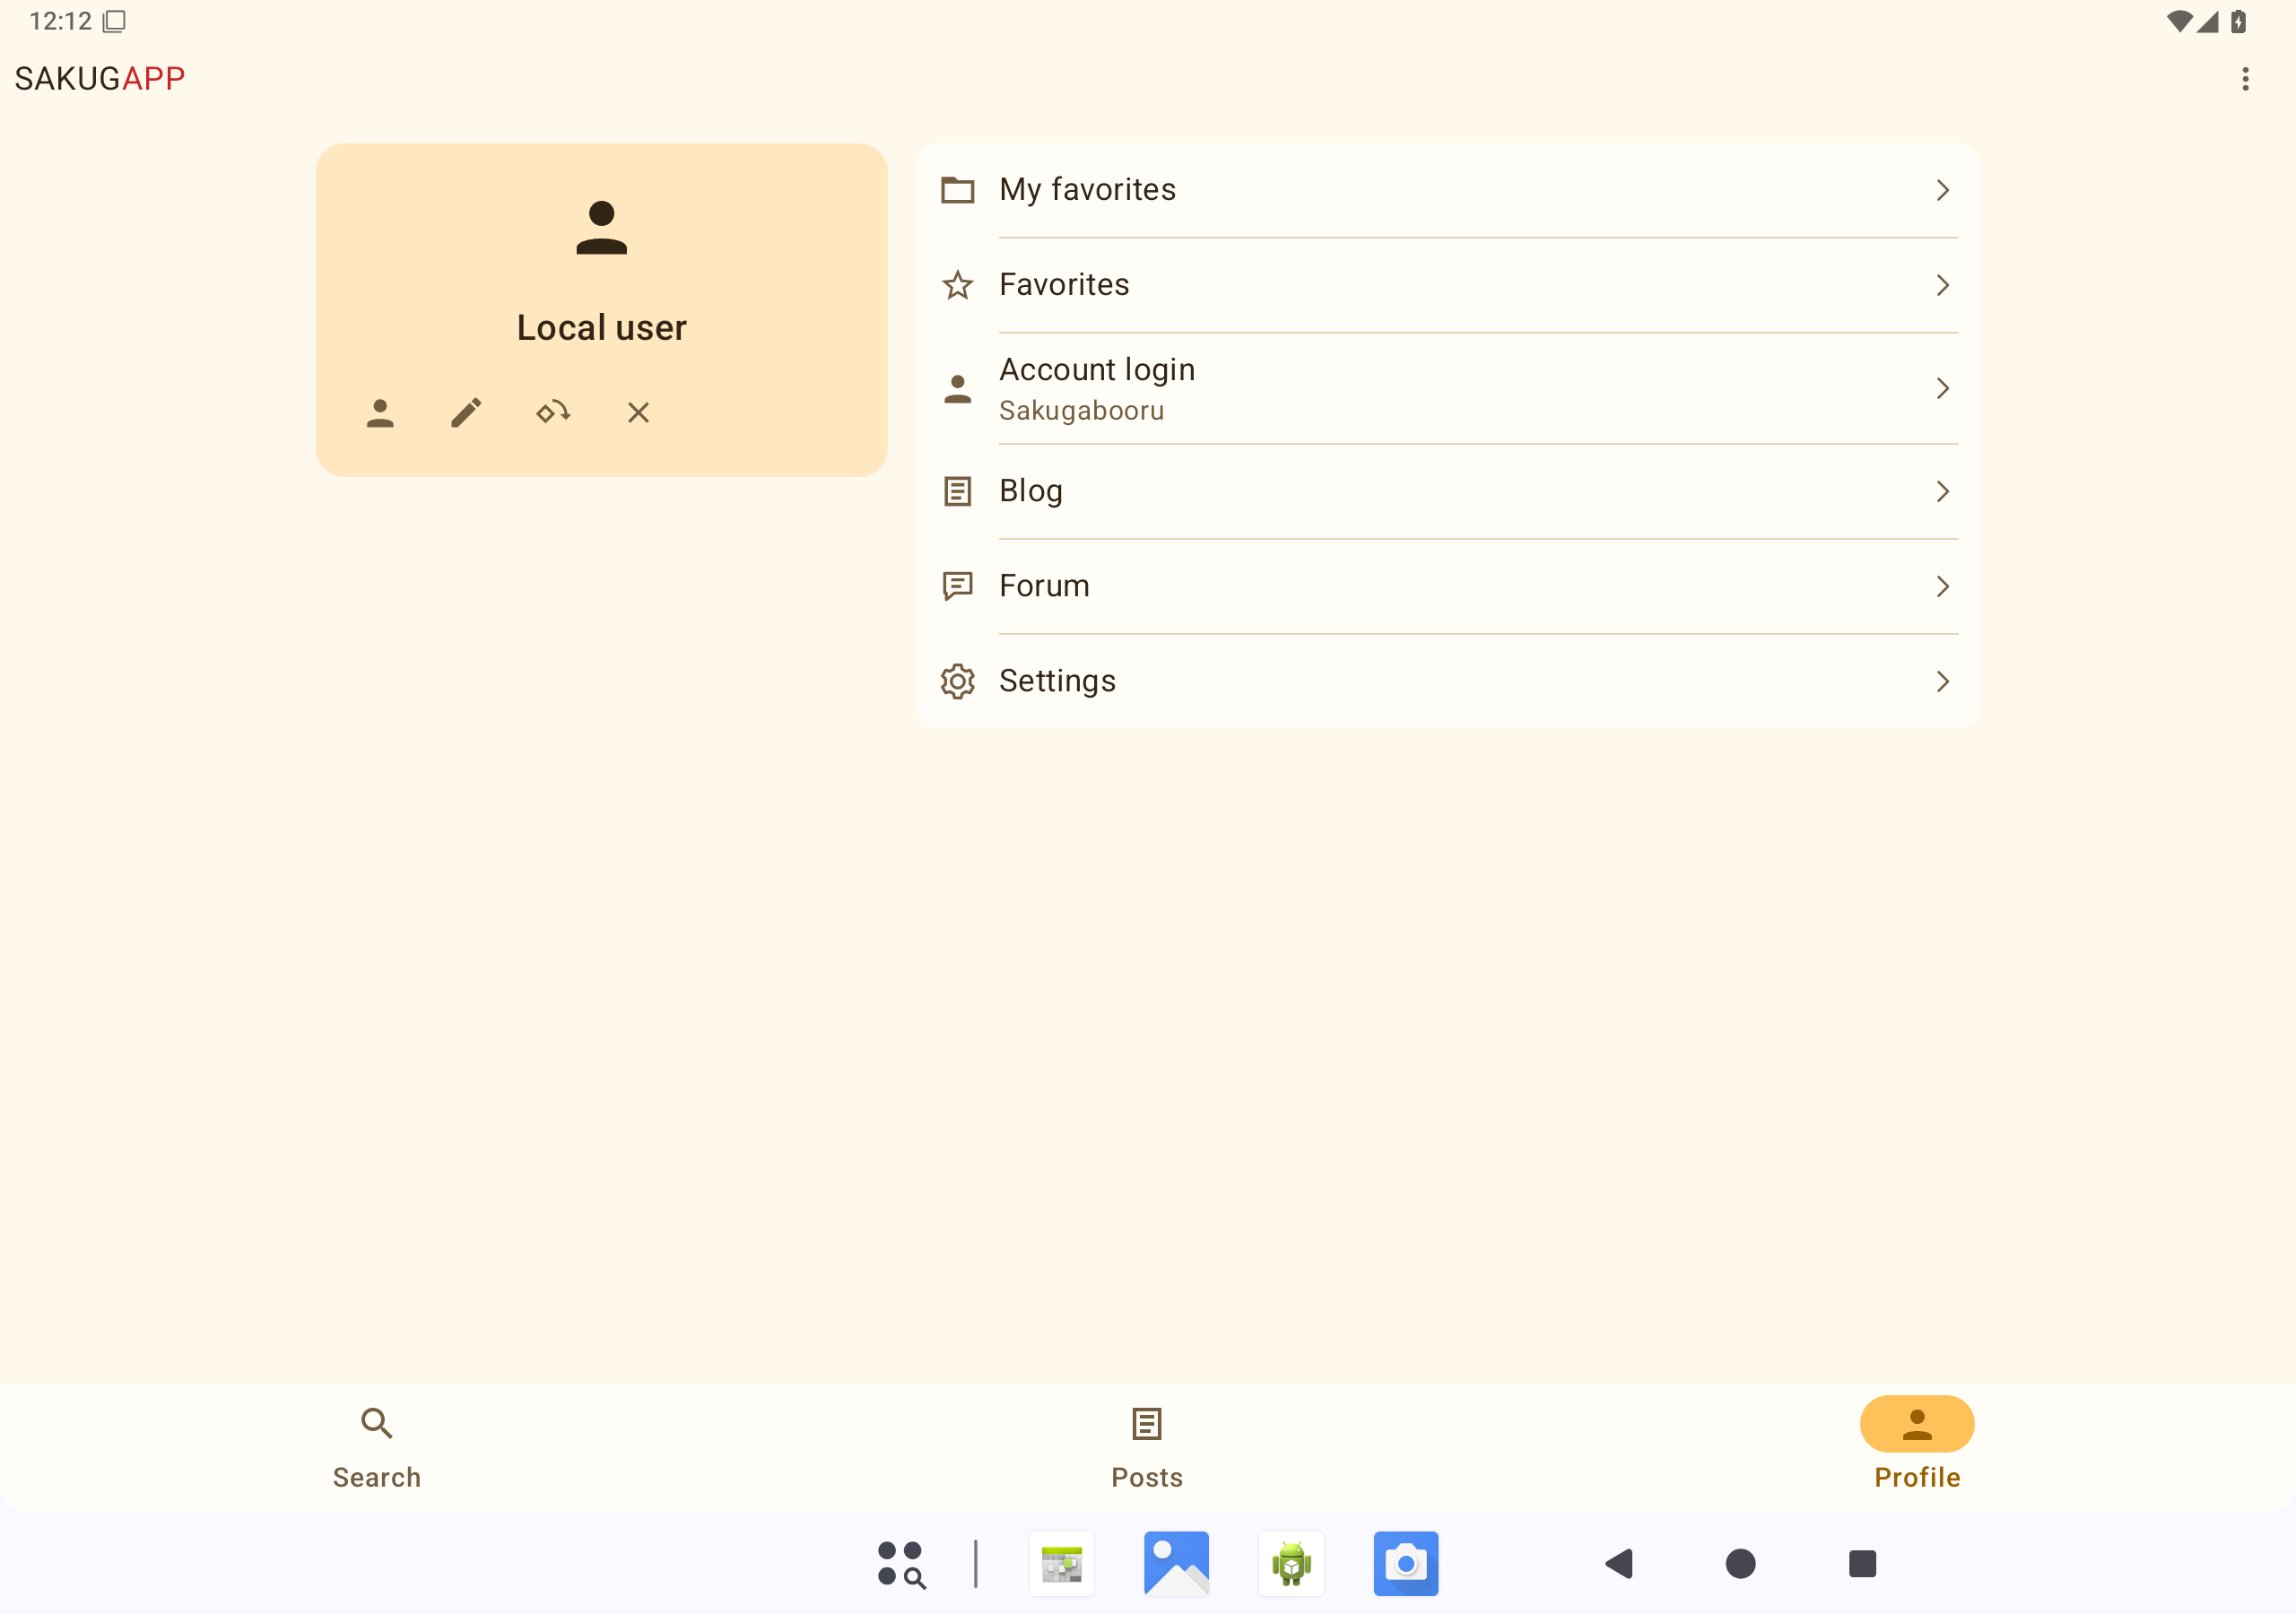 12:12
SAKUGAPP
Local user
My favorites
Favorites
Account login
Sakugabooru
Blog
Forum
Settings
Search
Posts
Profile